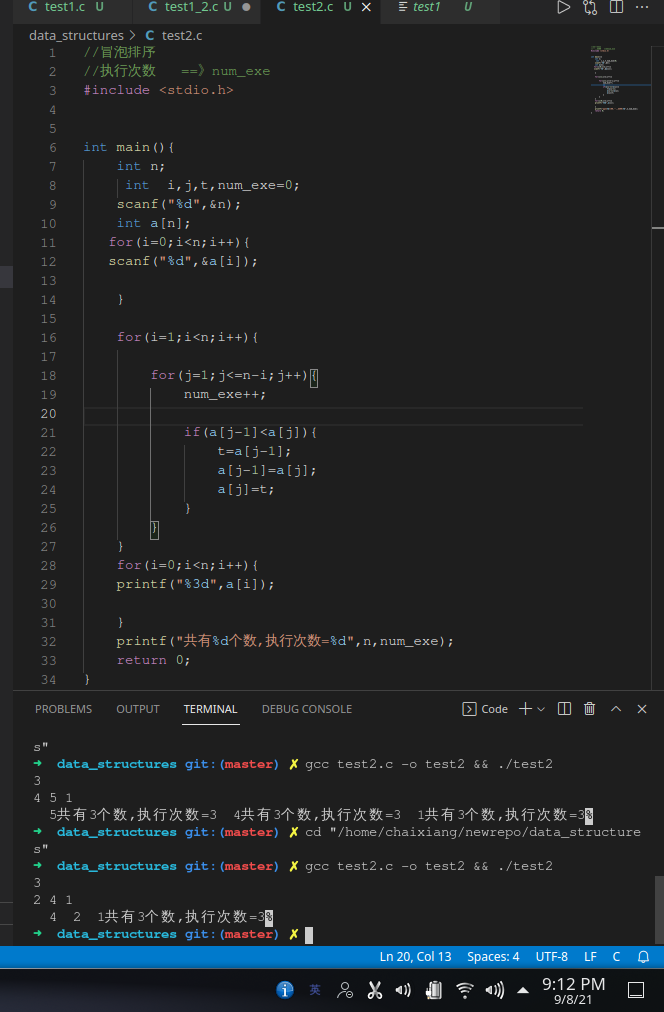 C test1.c U C test1_2.c U ● C test2.c U × test1 U
data_structures > C test2.c
1 //冒泡排序
2 //执行次数 ==》num_exe
3 #include <stdio.h>
4
5
6 int main(){
7 int n;
8 int i,j,t,num_exe=0;
9 scanf("%d",&n);
10 int a[n];
11 for(i=0;i<n;i++){
12 scanf("%d",&a[i]);
13
14 }
15
16 for(i=1;i<n;i++){
17
18 for(j=1;j<=n-i;j++){
19 num_exe++;
20
21 if(a[j-1]<a[j]){
22 t=a[j-1];
23 a[j-1]=a[j];
24 a[j]=t;
25 }
26 }
27 }
28 for(i=0;i<n;i++){
29 printf("%3d",a[i]);
30
31 }
32 printf("共有%d个数,执行次数=%d",n,num_exe);
33 return 0;
34 }
PROBLEMS OUTPUT TERMINAL DEBUG CONSOLE Code
s"
➜ data_structures git:(master) ✗ gcc test2.c -o test2 && ./test2
3
4 5 1
5共有3个数,执行次数=3 4共有3个数,执行次数=3 1共有3个数,执行次数=3%
➜ data_structures git:(master) ✗ cd "/home/chaixiang/newrepo/data_structure
s"
➜ data_structures git:(master) ✗ gcc test2.c -o test2 && ./test2
3
2 4 1
4 2 1共有3个数,执行次数=3%
➜ data_structures git:(master) ✗
Ln 20, Col 13 Spaces: 4 UTF-8 LF C
英 9:12 PM
9/8/21